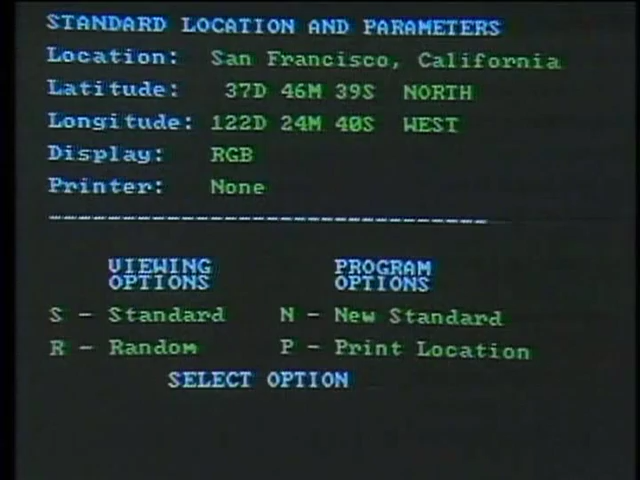 STANDARD LOCATION AND PARAMETERS
Location: San Francisco, California
Latitude: 37D 46M 39S NORTH
Longitude: 122D 24M 40S WEST
Display: RGB
Printer: None
VIEWING OPTIONS
PROGRAM OPTIONS
S - Standard N - New Standard
R - Random P - Print Location
SELECT OPTION